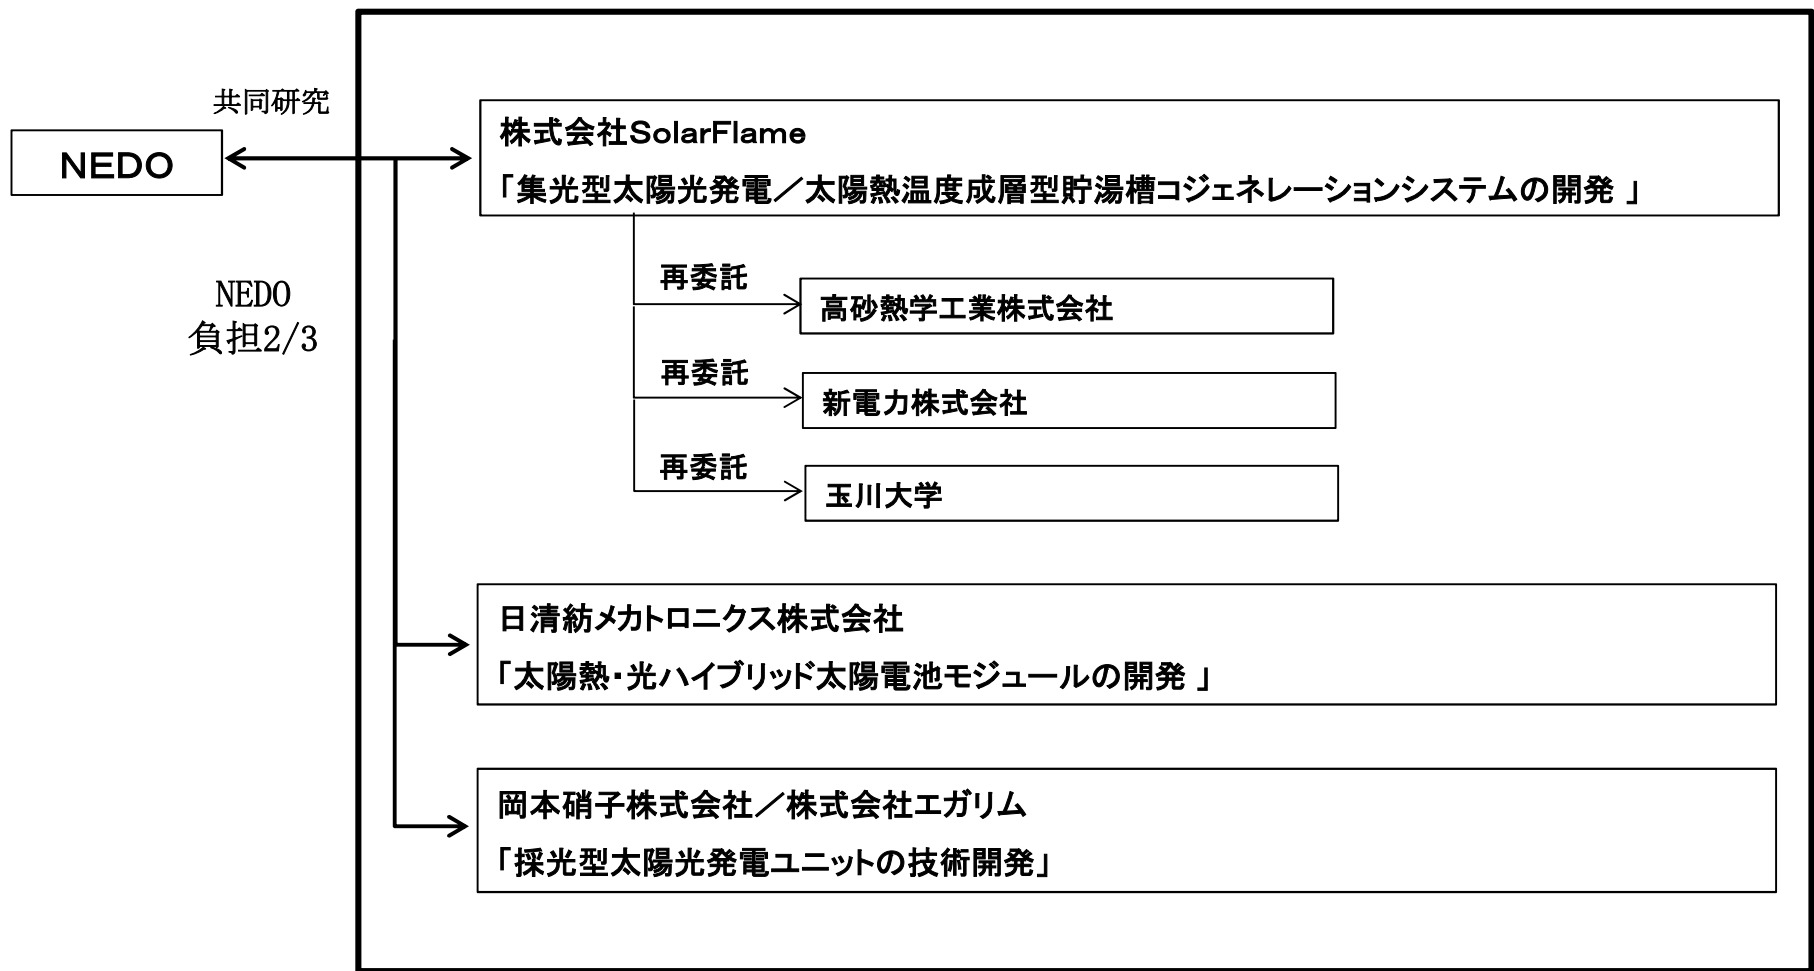 共同研究
NEDO
NEDO
負担2/3
株式会社SolarFlame
「集光型太陽光発電／太陽熱温度成層型貯湯槽コジェネレーションシステムの開発 」
再委託
高砂熱学工業株式会社
再委託
新電力株式会社
再委託
玉川大学
日清紡メカトロニクス株式会社
「太陽熱・光ハイブリッド太陽電池モジュールの開発 」
岡本硝子株式会社／株式会社エガリム
「採光型太陽光発電ユニットの技術開発」